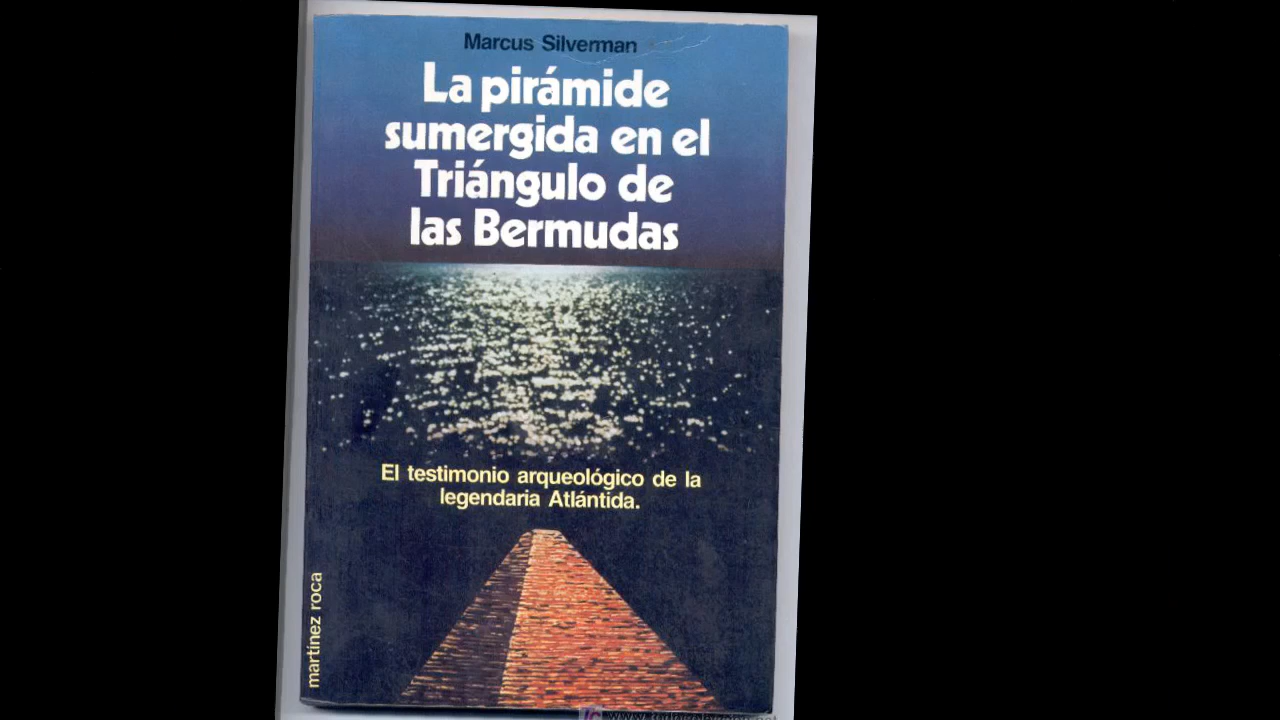 Marcus Silverman
La pirámide
sumergida en el
Triángulo de
las Bermudas
El testimonio arqueológico de la
legendaria Atlántida.
martínez roca